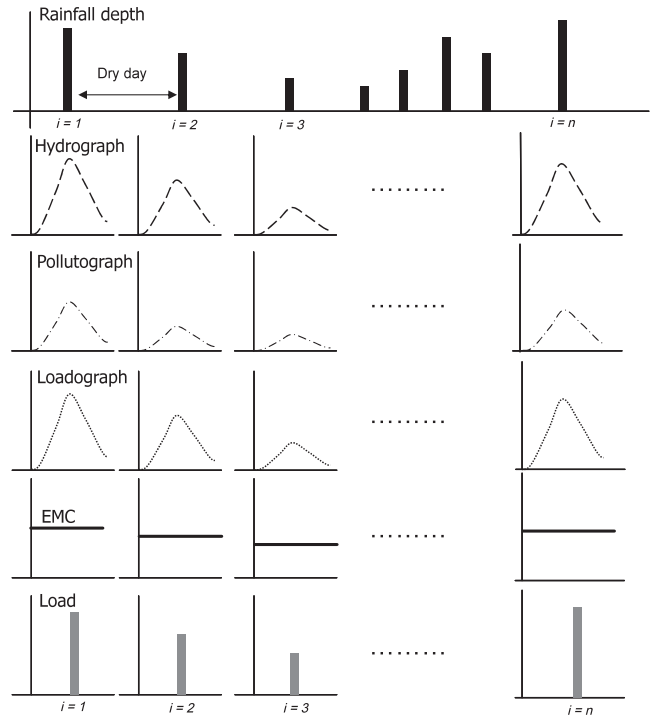 Rainfall depth
Dry day
i = 1
i = 2
i = 3
i = n
Hydrograph
.........
Pollutograph
.........
Loadograph
.........
EMC
.........
Load
.........
i = 1
i = 2
i = 3
i = n